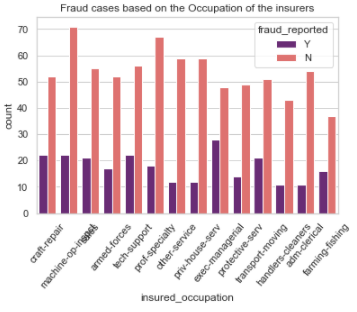 Fraud cases based on the Occupation of the insurers
fraud_reported
Y
N
70
60
50
40
30
20
10
0
count
craft-repair
machine-op-inspct
sales
armed-forces
tech-support
prof-specialty
other-service
priv-house-serv
exec-managerial
protective-serv
transport-moving
handlers-cleaners
adm-clerical
farming-fishing
insured_occupation